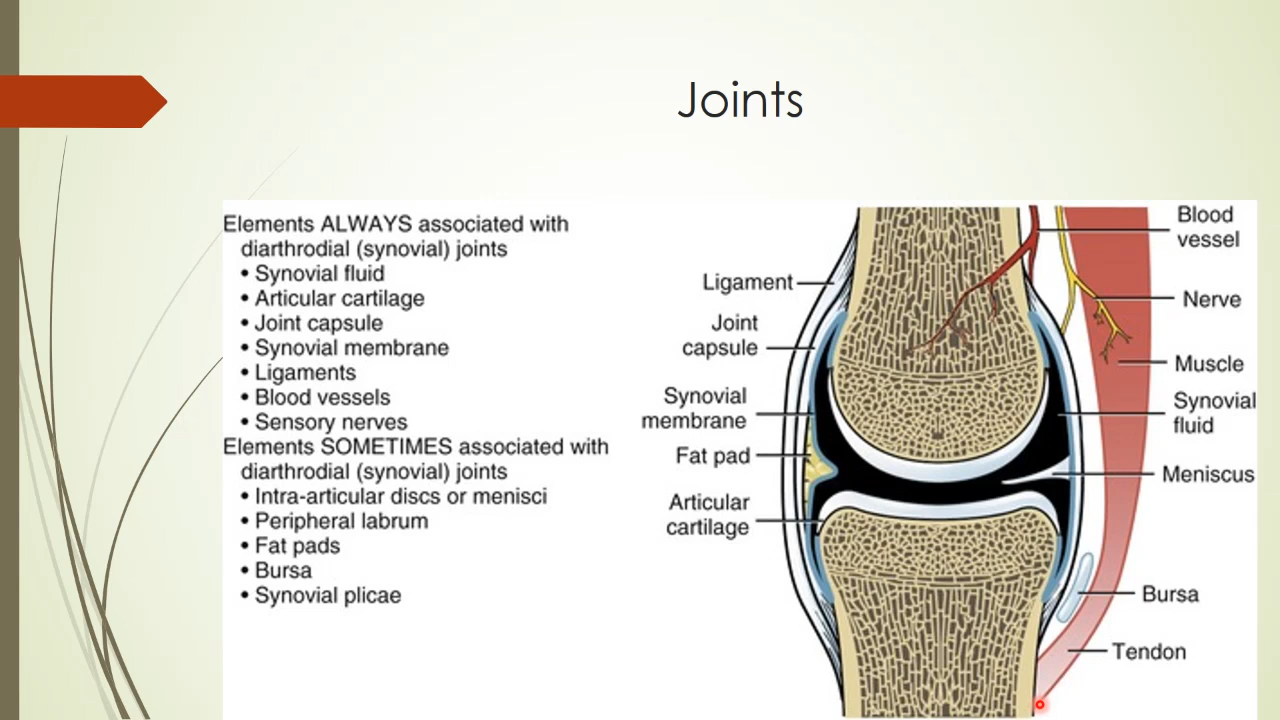 Joints
Elements ALWAYS associated with
diarthrodial (synovial) joints
• Synovial fluid
• Articular cartilage
• Joint capsule
• Synovial membrane
• Ligaments
• Blood vessels
• Sensory nerves
Elements SOMETIMES associated with
diarthrodial (synovial) joints
• Intra-articular discs or menisci
• Peripheral labrum
• Fat pads
• Bursa
• Synovial plicae
Ligament
Joint
capsule
Synovial
membrane
Fat pad
Articular
cartilage
Blood
vessel
Nerve
Muscle
Synovial
fluid
Meniscus
Bursa
Tendon